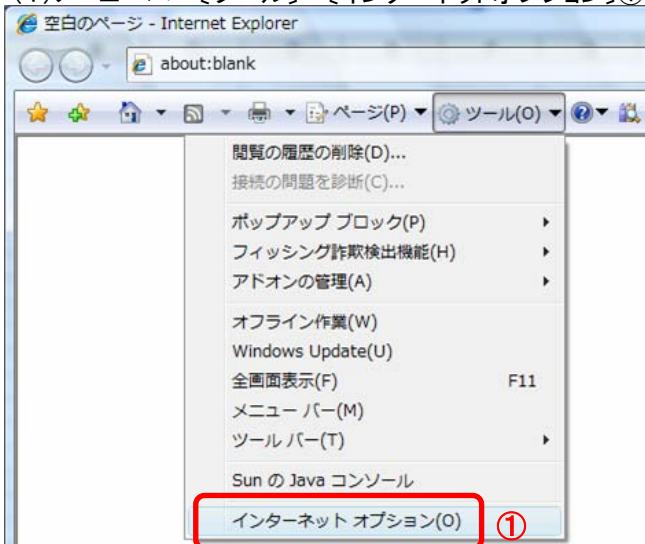 空白のページ - Internet Explorer
about:blank
ページ(P) ツール(O)
閲覧の履歴の削除(D)...
接続の問題を診断(C)...
ポップアップ ブロック(P)
フィッシング詐欺検出機能(H)
アドオンの管理(A)
オフライン作業(W)
Windows Update(U)
全画面表示(F) F11
メニュー バー(M)
ツール バー(T)
Sun の Java コンソール
インターネット オプション(O) ①